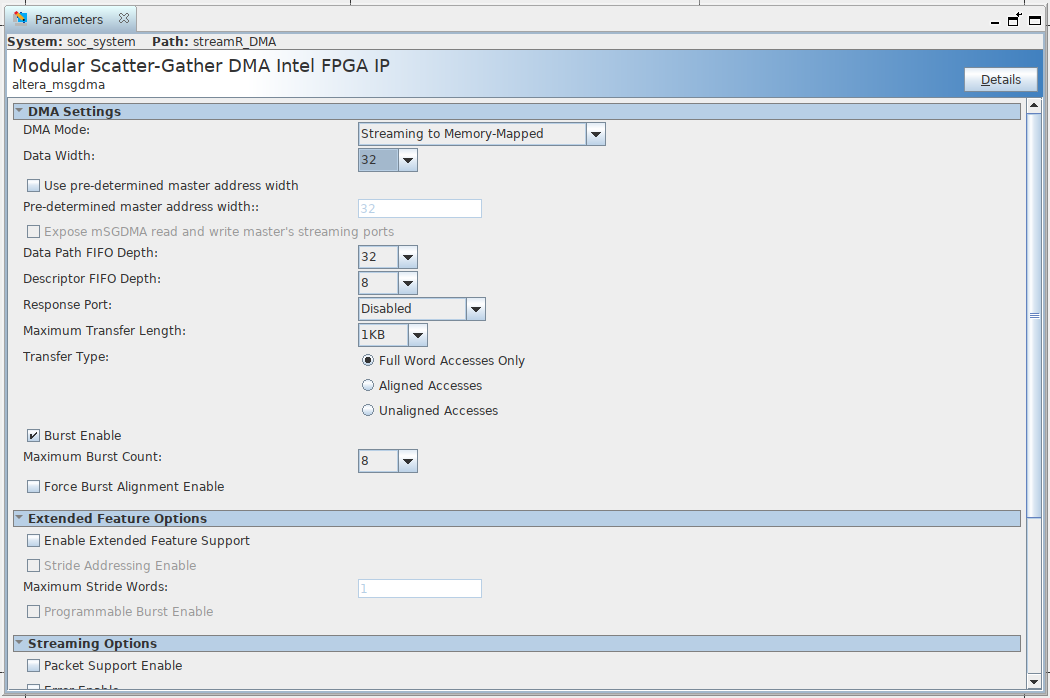 Parameters
System: soc_system Path: streamR_DMA
Modular Scatter-Gather DMA Intel FPGA IP
altera_msgdma
Details
DMA Settings
DMA Mode: Streaming to Memory-Mapped
Data Width: 32
Use pre-determined master address width
Pre-determined master address width:: 32
Expose mSGDMA read and write master's streaming ports
Data Path FIFO Depth: 32
Descriptor FIFO Depth: 8
Response Port: Disabled
Maximum Transfer Length: 1KB
Transfer Type: Full Word Accesses Only
Aligned Accesses
Unaligned Accesses
Burst Enable
Maximum Burst Count: 8
Force Burst Alignment Enable
Extended Feature Options
Enable Extended Feature Support
Stride Addressing Enable
Maximum Stride Words: 1
Programmable Burst Enable
Streaming Options
Packet Support Enable
Error Enable